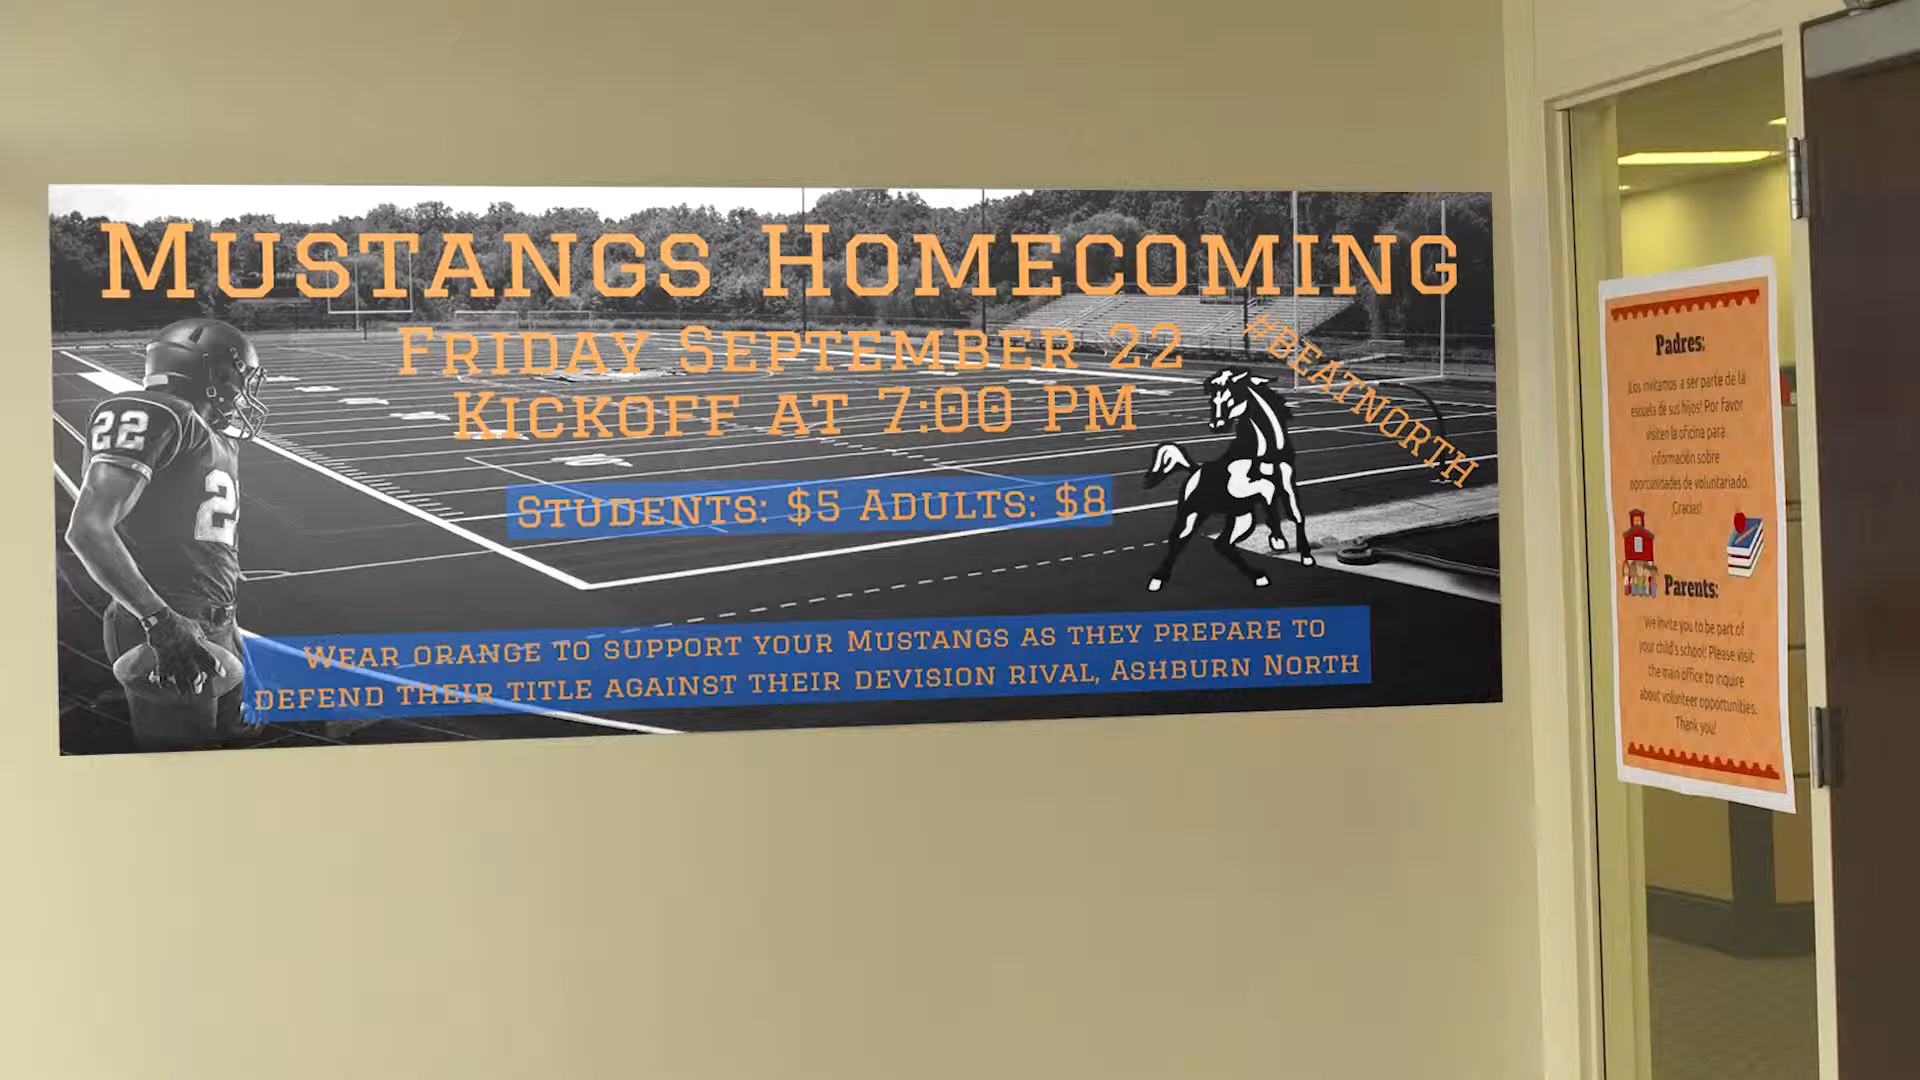 Mustangs Homecoming
Friday September 22
Kickoff at 7:00 PM
#BEATNORTH
22
2
Students: $5 Adults: $8
Wear orange to support your Mustangs as they prepare to
defend their title against their devision rival, Ashburn North
Padres:
¡Los invitamos a ser parte de la
escuela de sus hijos! Por favor
visiten la oficina para
información sobre
oportunidades de voluntariado.
¡Gracias!
Parents:
We invite you to be part of
your child's school! Please visit
the main office to inquire
about volunteer opportunities.
Thank you!